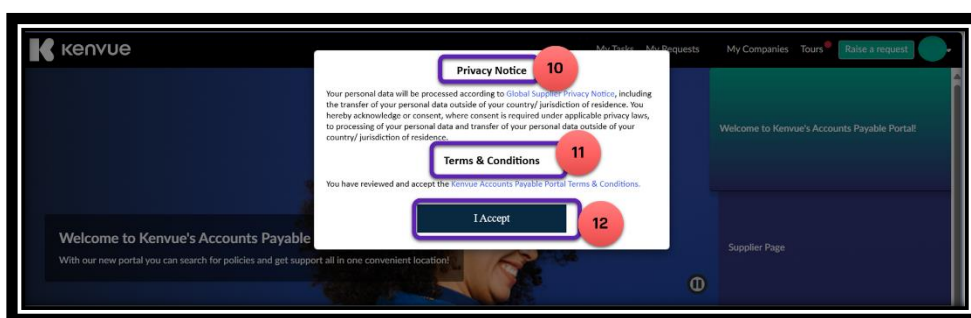 Kenvue
My Tasks My Requests My Companies Tours Raise a request
Privacy Notice 10
Your personal data will be processed according to Global Supplier Privacy Notice, including
the transfer of your personal data outside of your country/ jurisdiction of residence. You
hereby acknowledge or consent, where consent is required under applicable privacy laws,
to processing of your personal data and transfer of your personal data outside of your
country/ jurisdiction of residence.
Terms & Conditions 11
You have reviewed and accept the Kenvue Accounts Payable Portal Terms & Conditions.
I Accept 12
Welcome to Kenvue's Accounts Payable Portal!
Welcome to Kenvue's Accounts Payable
With our new portal you can search for policies and get support all in one convenient location!
Supplier Page